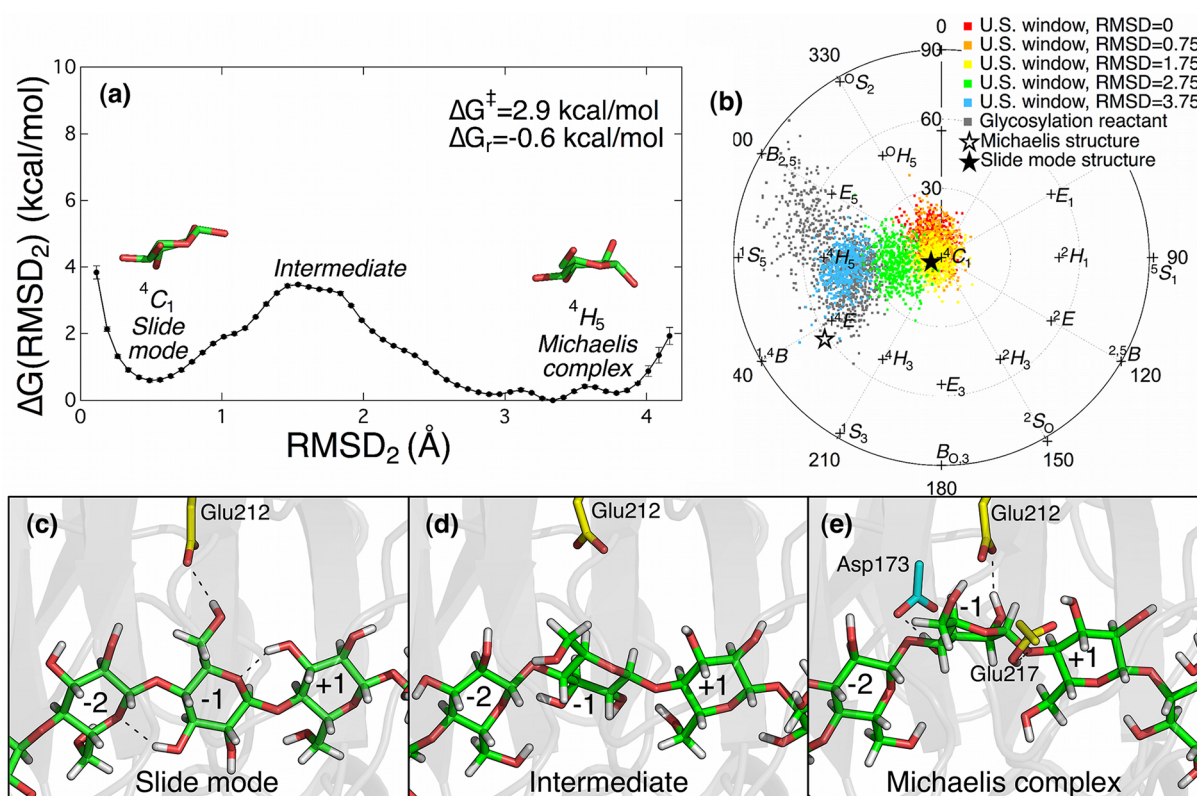 (a)
ΔG‡=2.9 kcal/mol
ΔGr=-0.6 kcal/mol
ΔG(RMSD2) (kcal/mol)
10
8
6
4
2
0
4C1
Slide
mode
Intermediate
4H5
Michaelis
complex
0
1
2
3
4
RMSD2 (Å)
(b)
U.S. window, RMSD=0
U.S. window, RMSD=0.75
U.S. window, RMSD=1.75
U.S. window, RMSD=2.75
U.S. window, RMSD=3.75
Glycosylation reactant
Michaelis structure
Slide mode structure
0
330
90
60
30
OS2
00
B2,5
OH5
E5
E1
1S5
4H5
4C1
2H1
90
5S1
4E
2E
1,4B
40
4H3
2H3
2,5B
120
E3
1S3
210
BO,3
180
2SO
150
(c)
Glu212
-2
-1
+1
Slide mode
(d)
Glu212
-2
-1
+1
Intermediate
(e)
Glu212
Asp173
-1
-2
Glu217
+1
Michaelis complex